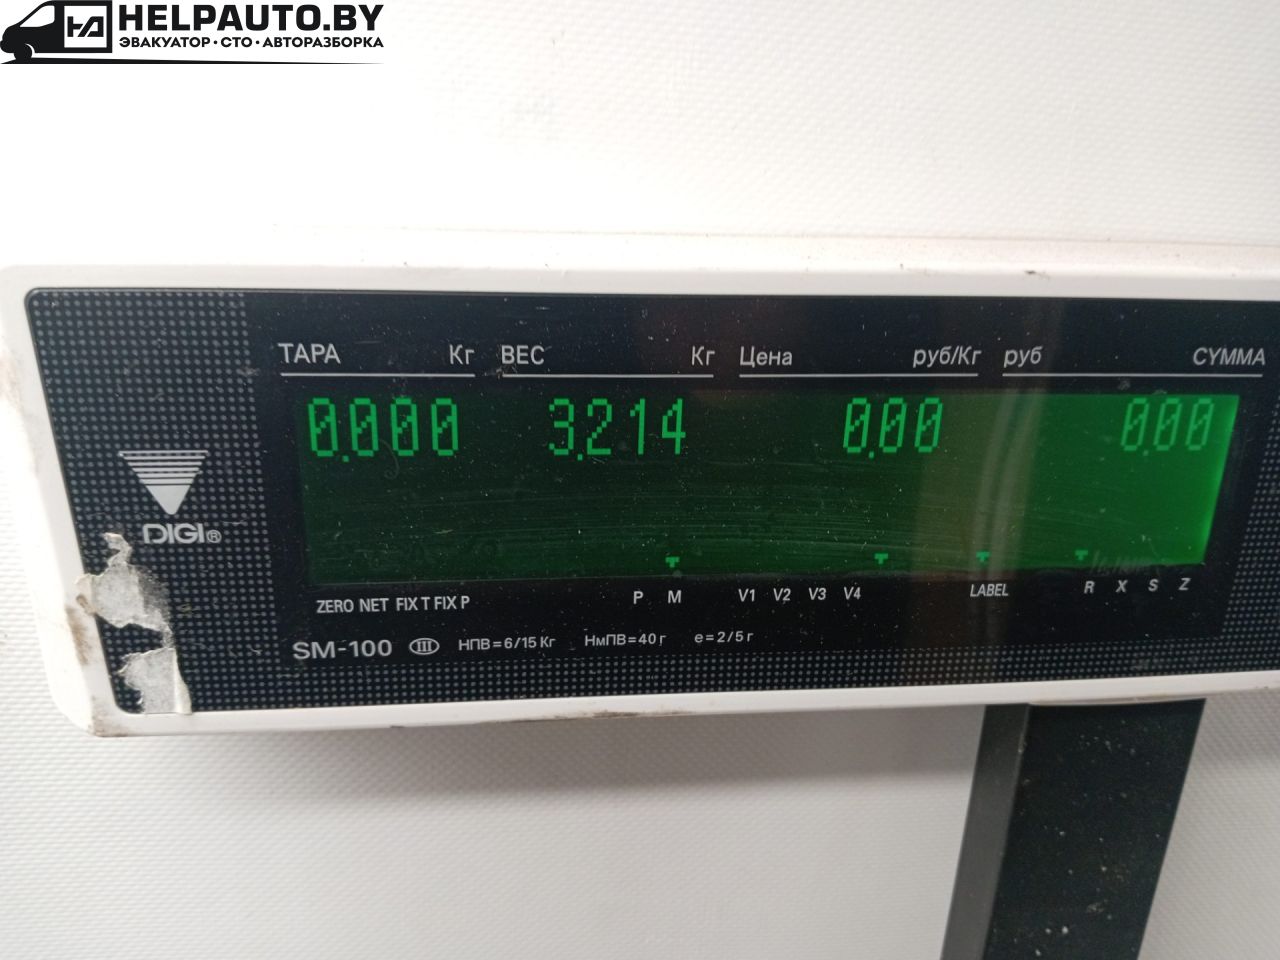 HELPAUTO.BY
ЭВАКУАТОР · СТО · АВТОРАЗБОРКА
ТАРА Кг ВЕС Кг Цена руб/Кг руб СУММА
0.000 3.214 0.00 0.00
DIGI®
ZERO NET FIX T FIX P P M V1 V2 V3 V4 LABEL R X S Z
SM-100 III НПВ=6/15 Кг НмПВ=40 г e=2/5 г